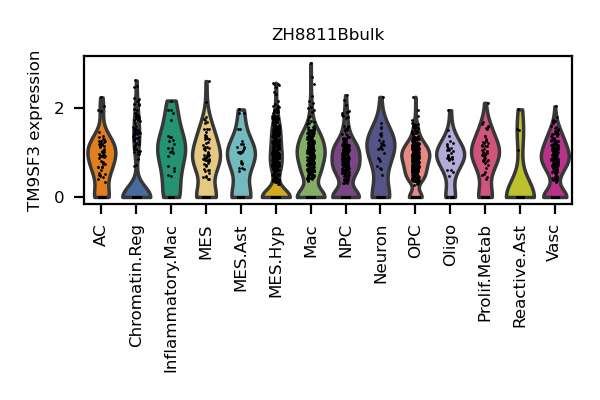 ZH8811Bbulk
TM9SF3 expression
2
0
AC
Chromatin.Reg
Inflammatory.Mac
MES
MES.Ast
MES.Hyp
Mac
NPC
Neuron
OPC
Oligo
Prolif.Metab
Reactive.Ast
Vasc